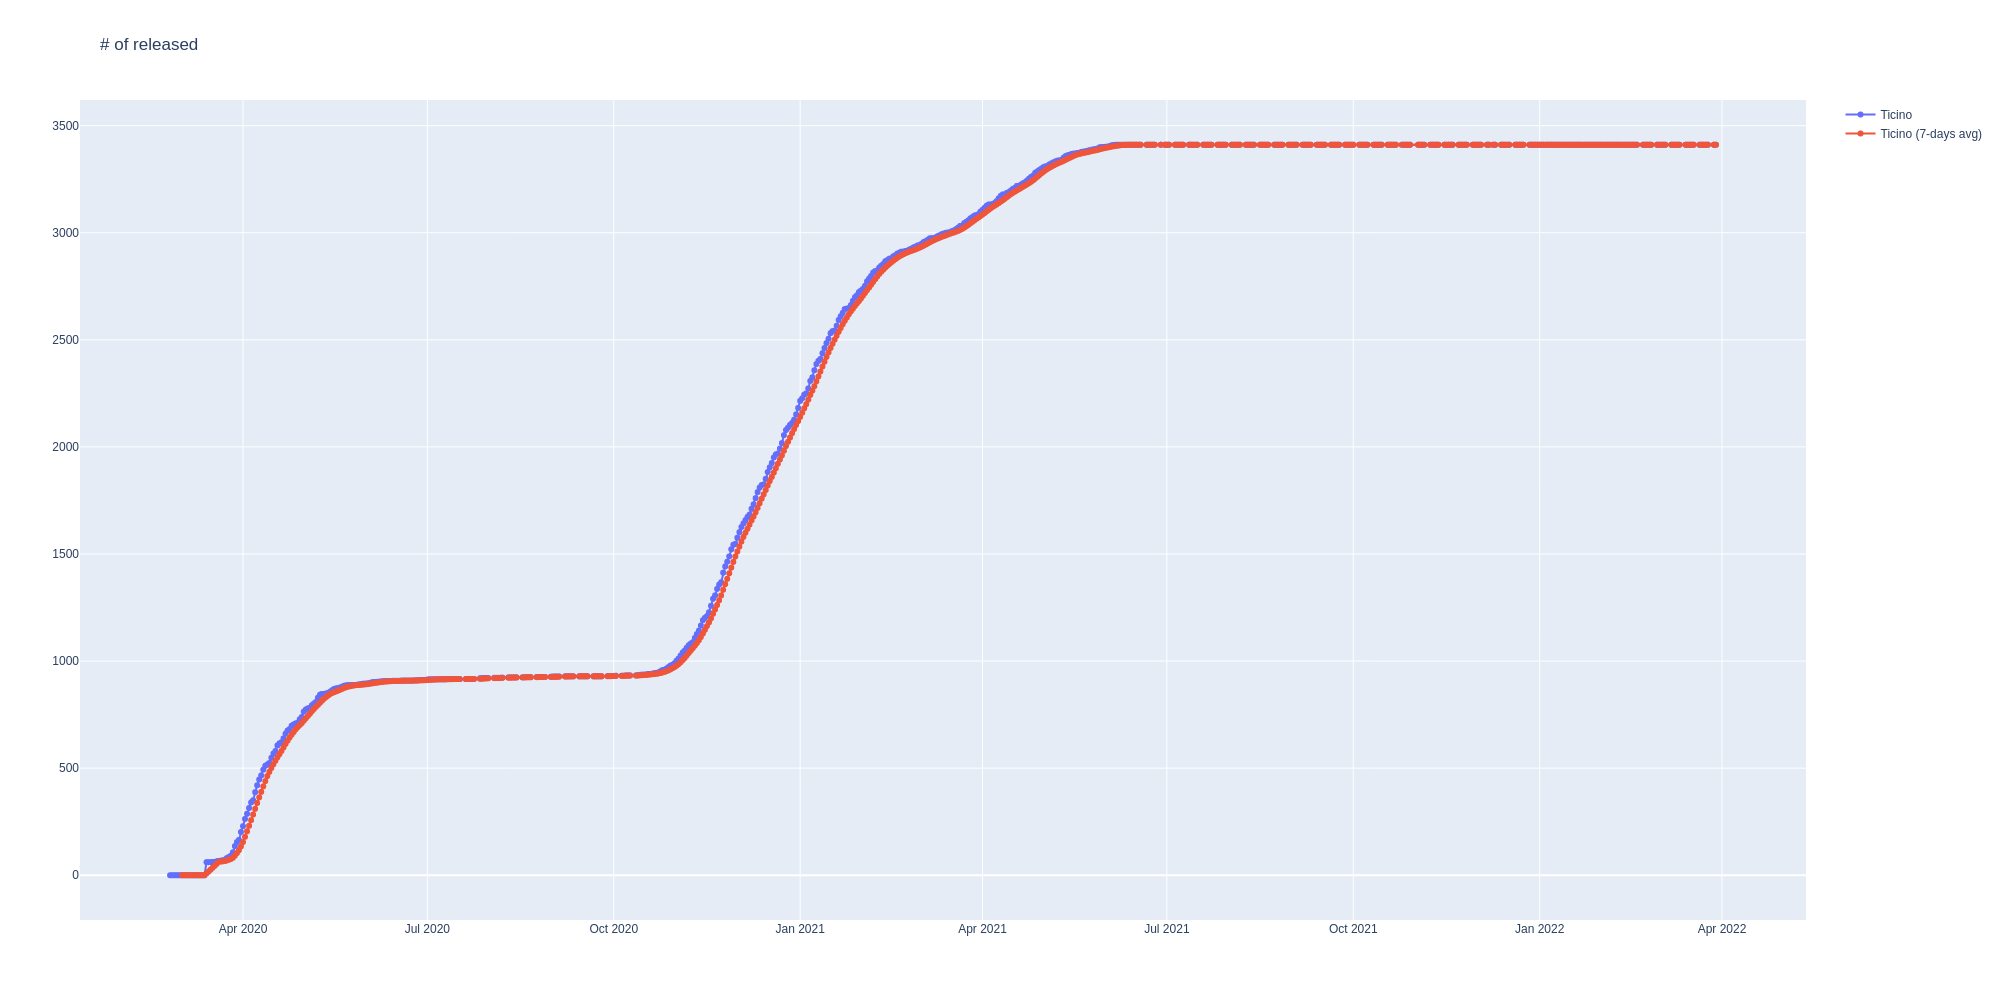 # of released
Ticino
Ticino (7-days avg)
3500
3000
2500
2000
1500
1000
500
0
Apr 2020
Jul 2020
Oct 2020
Jan 2021
Apr 2021
Jul 2021
Oct 2021
Jan 2022
Apr 2022